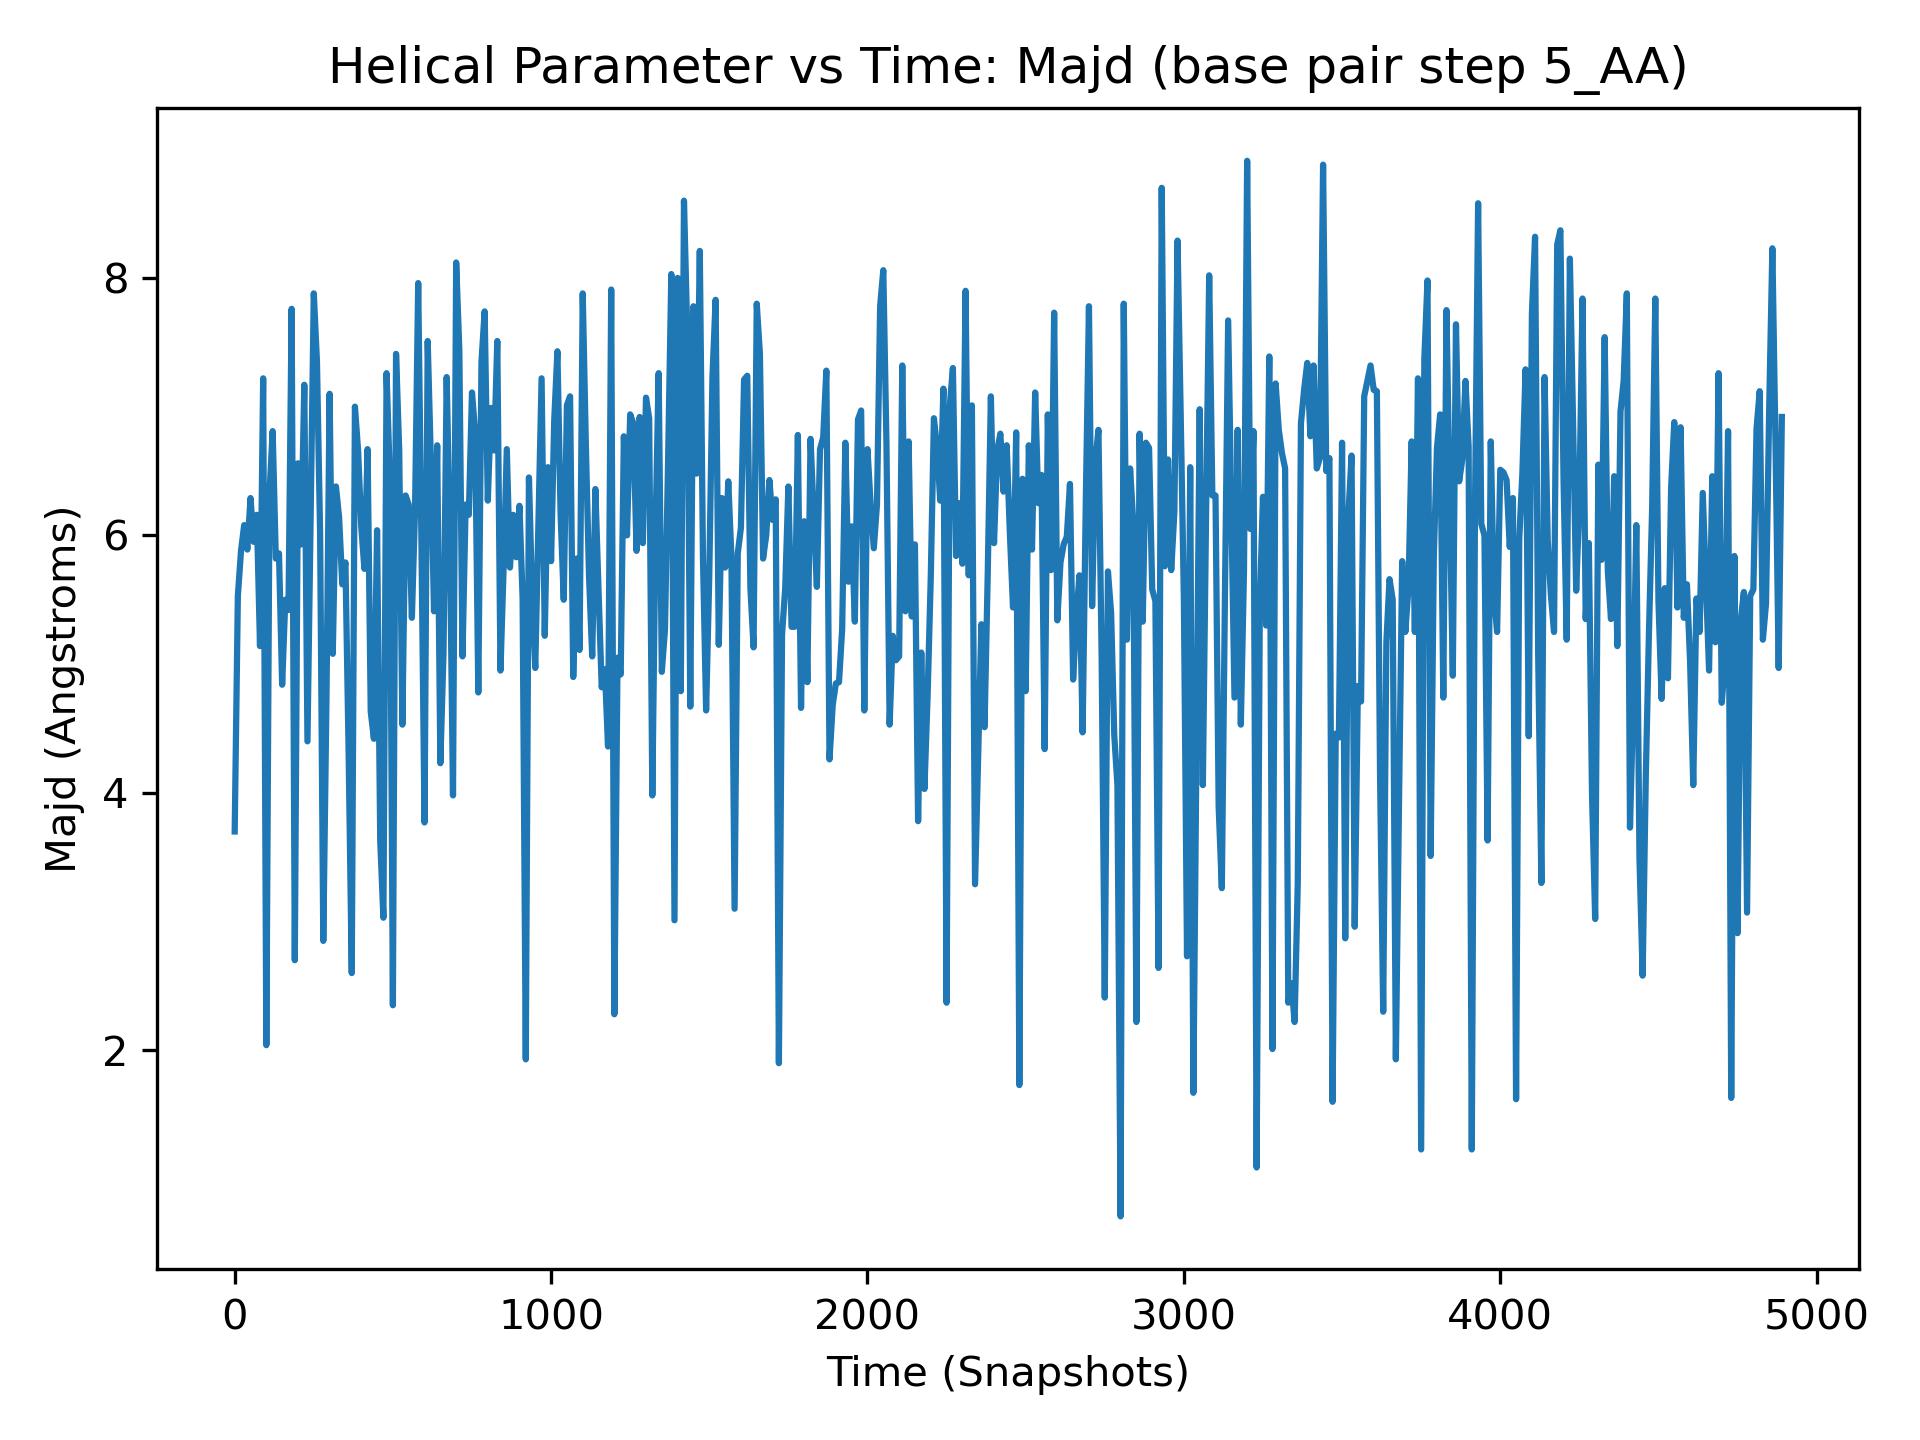 Helical Parameter vs Time: Majd (base pair step 5_AA)
Majd (Angstroms)
8
6
4
2
0 1000 2000 3000 4000 5000
Time (Snapshots)